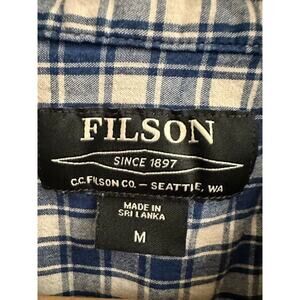 FILSON
SINCE 1897
C.C. FILSON CO. – SEATTLE, WA
MADE IN
SRI LANKA
M